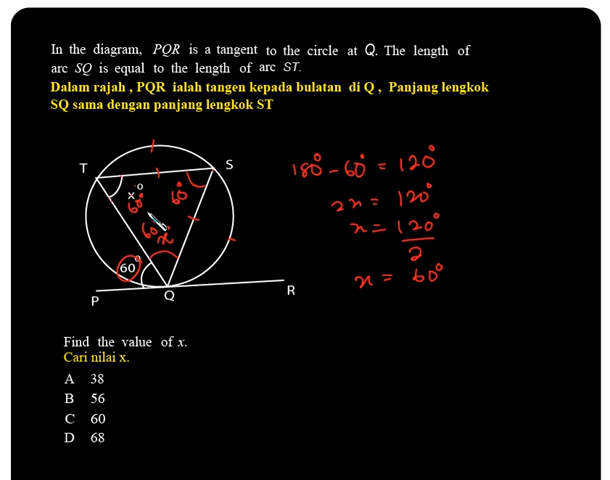 In the diagram, PQR is a tangent to the circle at Q. The length of
arc SQ is equal to the length of arc ST.
Dalam rajah , PQR ialah tangen kepada bulatan di Q , Panjang lengkok
SQ sama dengan panjang lengkok ST
T
S
x°
60°
60°
60°
x°
60°
P
Q
R
180° - 60° = 120°
2x = 120°
x = 120°
2
x = 60°
Find the value of x.
Cari nilai x.
A 38
B 56
C 60
D 68